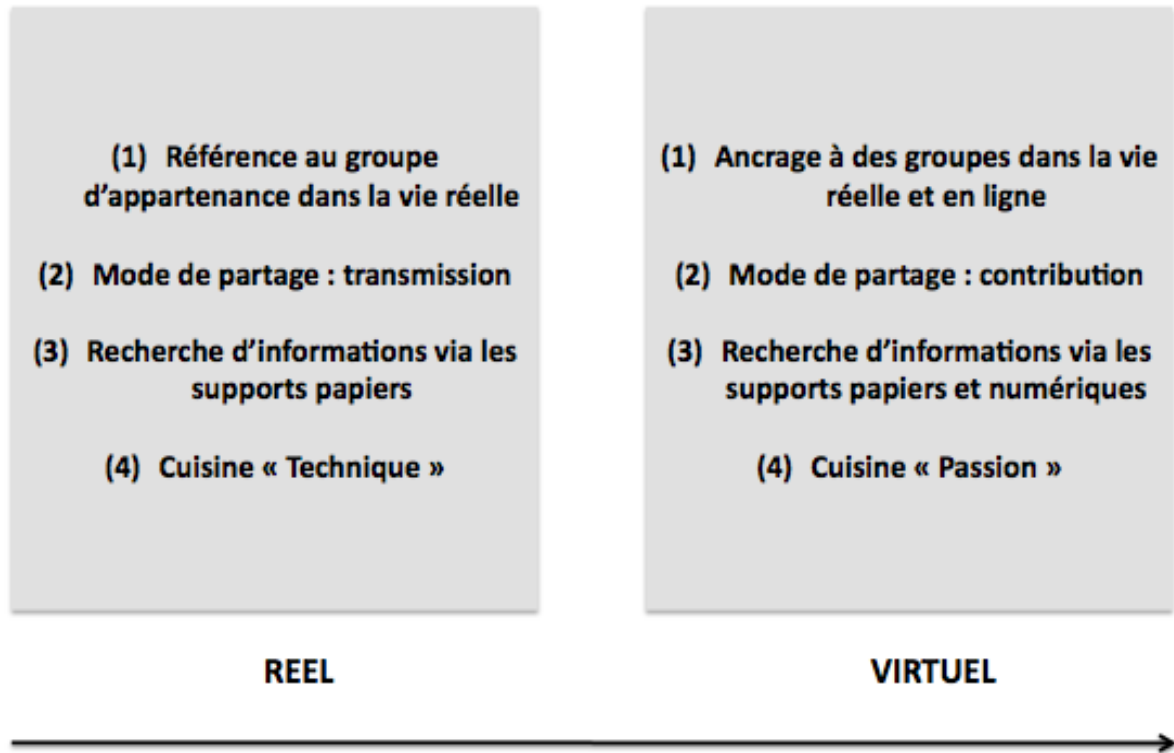 (1) Référence au groupe
d'appartenance dans la vie réelle
(2) Mode de partage : transmission
(3) Recherche d'informations via les
supports papiers
(4) Cuisine « Technique »
REEL
(1) Ancrage à des groupes dans la vie
réelle et en ligne
(2) Mode de partage : contribution
(3) Recherche d'informations via les
supports papiers et numériques
(4) Cuisine « Passion »
VIRTUEL